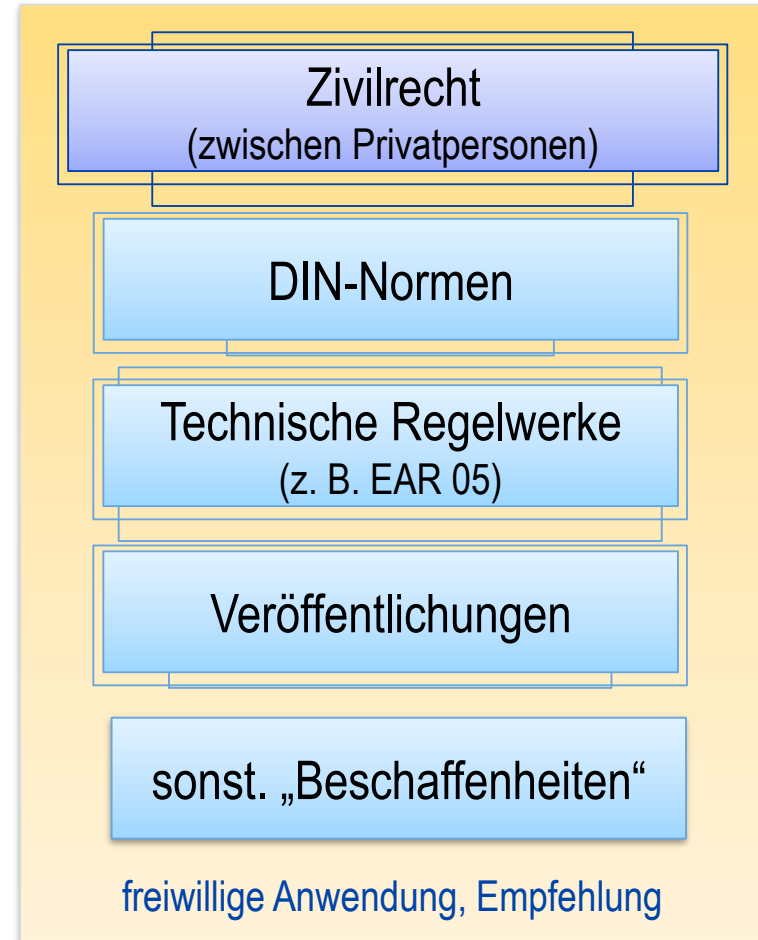 Zivilrecht
(zwischen Privatpersonen)
DIN-Normen
Technische Regelwerke
(z. B. EAR 05)
Veröffentlichungen
sonst. „Beschaffenheiten“
freiwillige Anwendung, Empfehlung